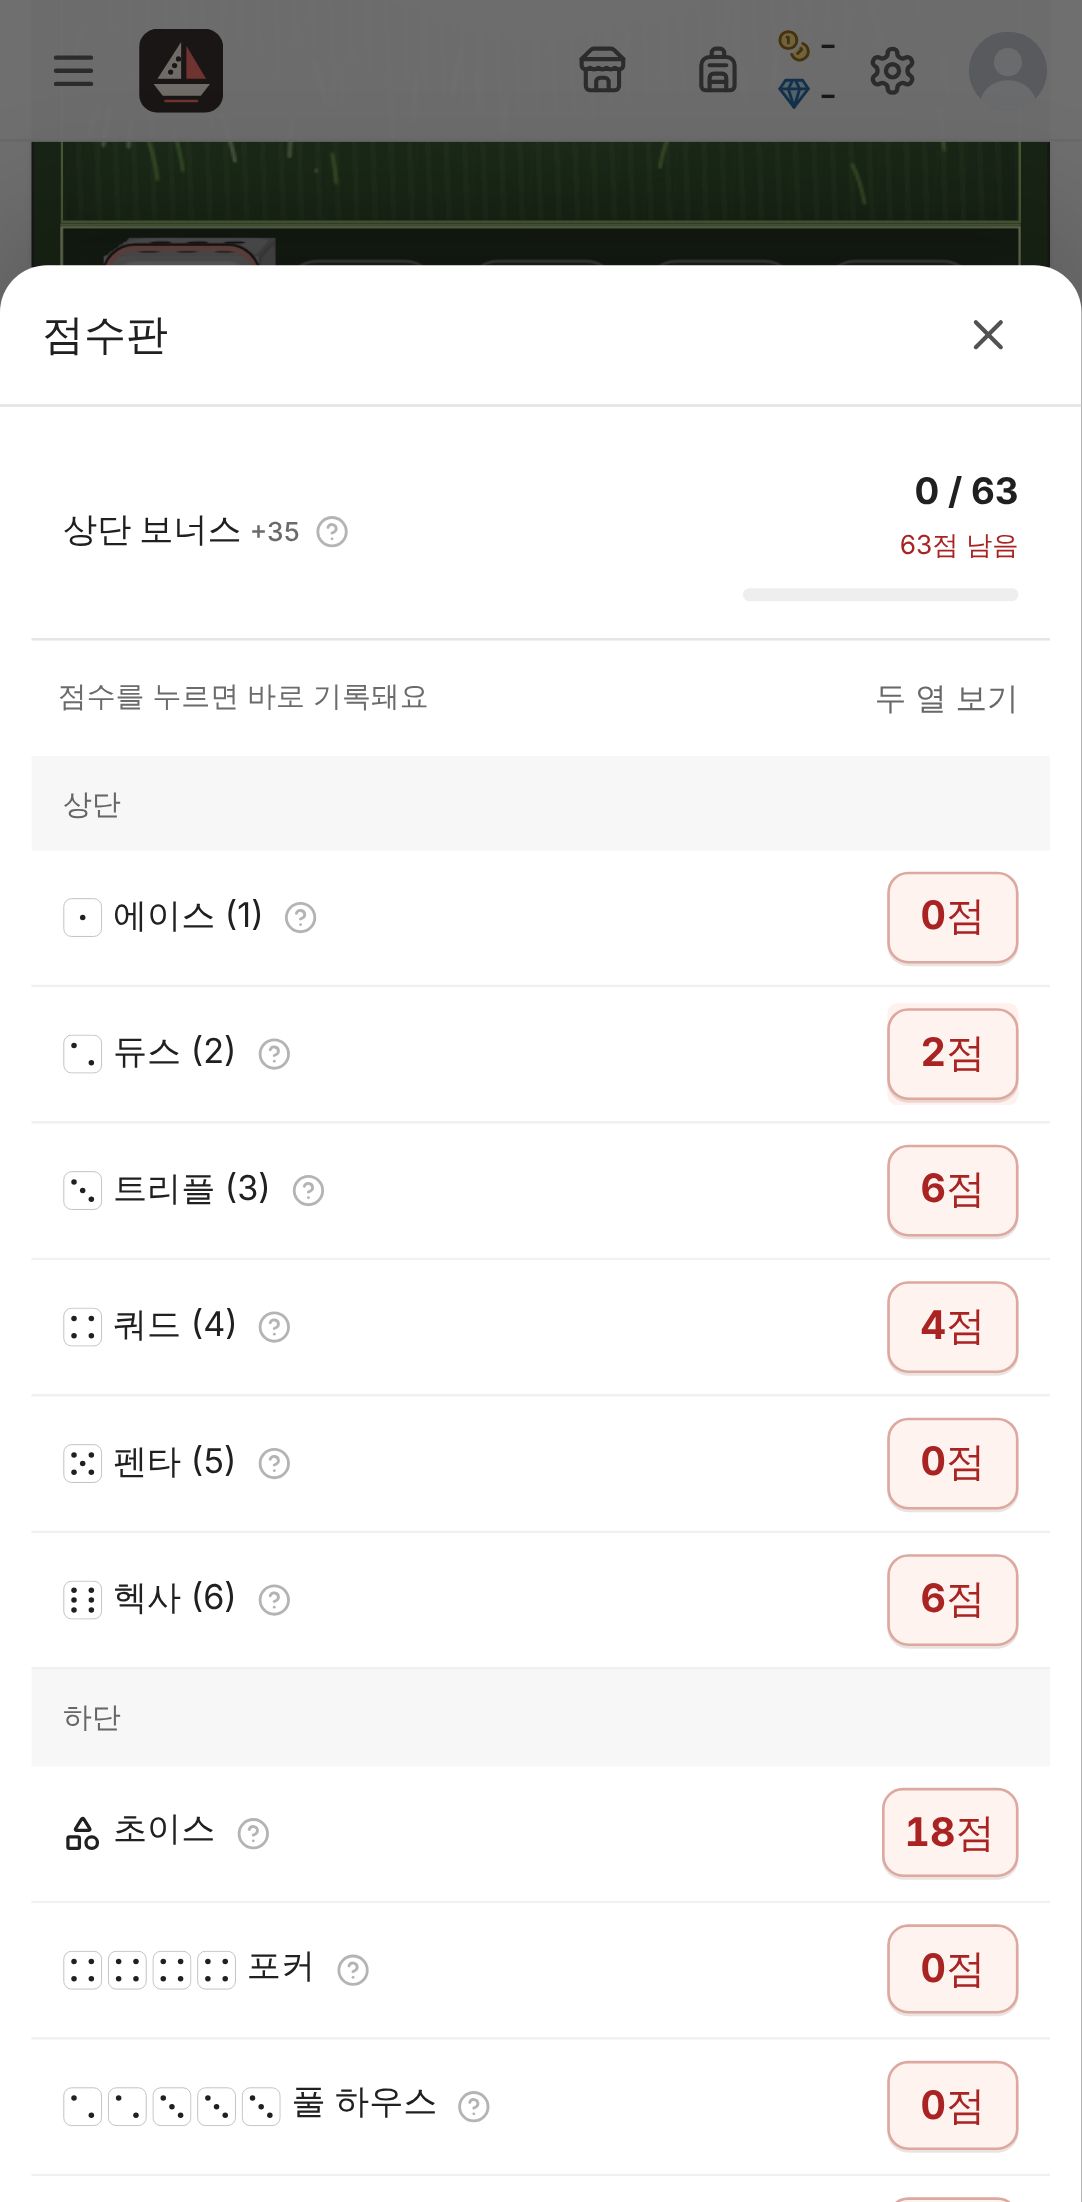 점수판
상단 보너스 +35
0 / 63
63점 남음
점수를 누르면 바로 기록돼요
두 열 보기
상단
에이스 (1)
0점
듀스 (2)
2점
트리플 (3)
6점
쿼드 (4)
4점
펜타 (5)
0점
헥사 (6)
6점
하단
초이스
18점
포커
0점
풀 하우스
0점